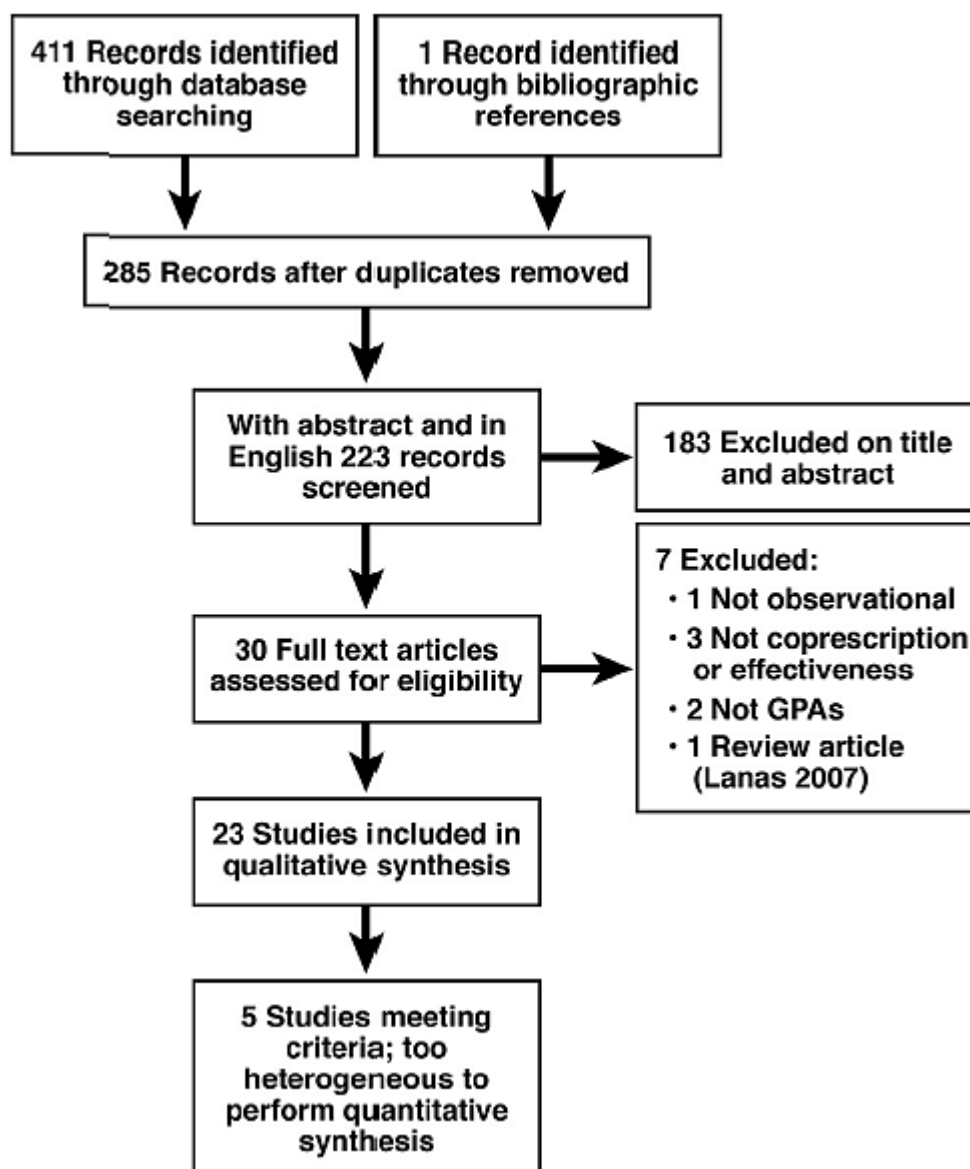 411 Records identified
through database
searching
1 Record identified
through bibliographic
references
285 Records after duplicates removed
With abstract and in
English 223 records
screened
183 Excluded on title
and abstract
30 Full text articles
assessed for eligibility
7 Excluded:
• 1 Not observational
• 3 Not coprescription
or effectiveness
• 2 Not GPAs
• 1 Review article
(Lanas 2007)
23 Studies included in
qualitative synthesis
5 Studies meeting
criteria; too
heterogeneous to
perform quantitative
synthesis